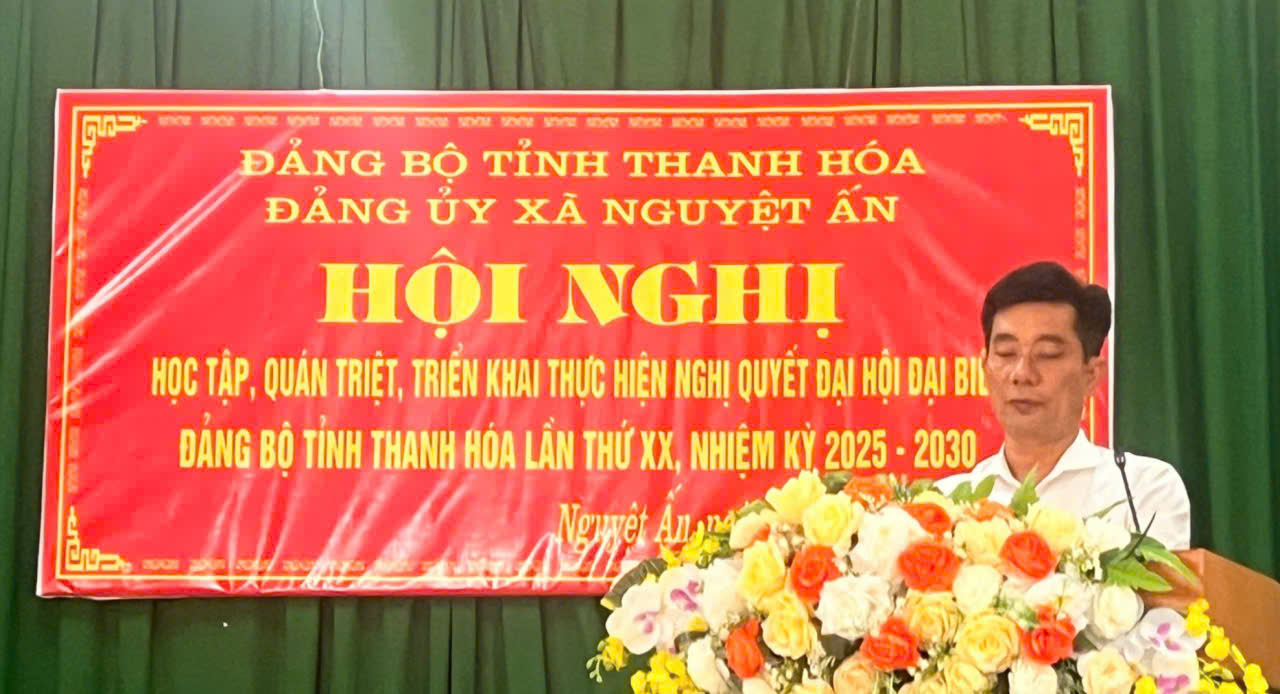 ĐẢNG BỘ TỈNH THANH HÓA
ĐẢNG ỦY XÃ NGUYỆT ẤN
HỘI NGHỊ
HỌC TẬP, QUÁN TRIỆT, TRIỂN KHAI THỰC HIỆN NGHỊ QUYẾT ĐẠI HỘI ĐẠI
ĐẢNG BỘ TỈNH THANH HÓA LẦN THỨ XX, NHIỆM KỲ 2025 - 2030
Nguyệt Ấn,